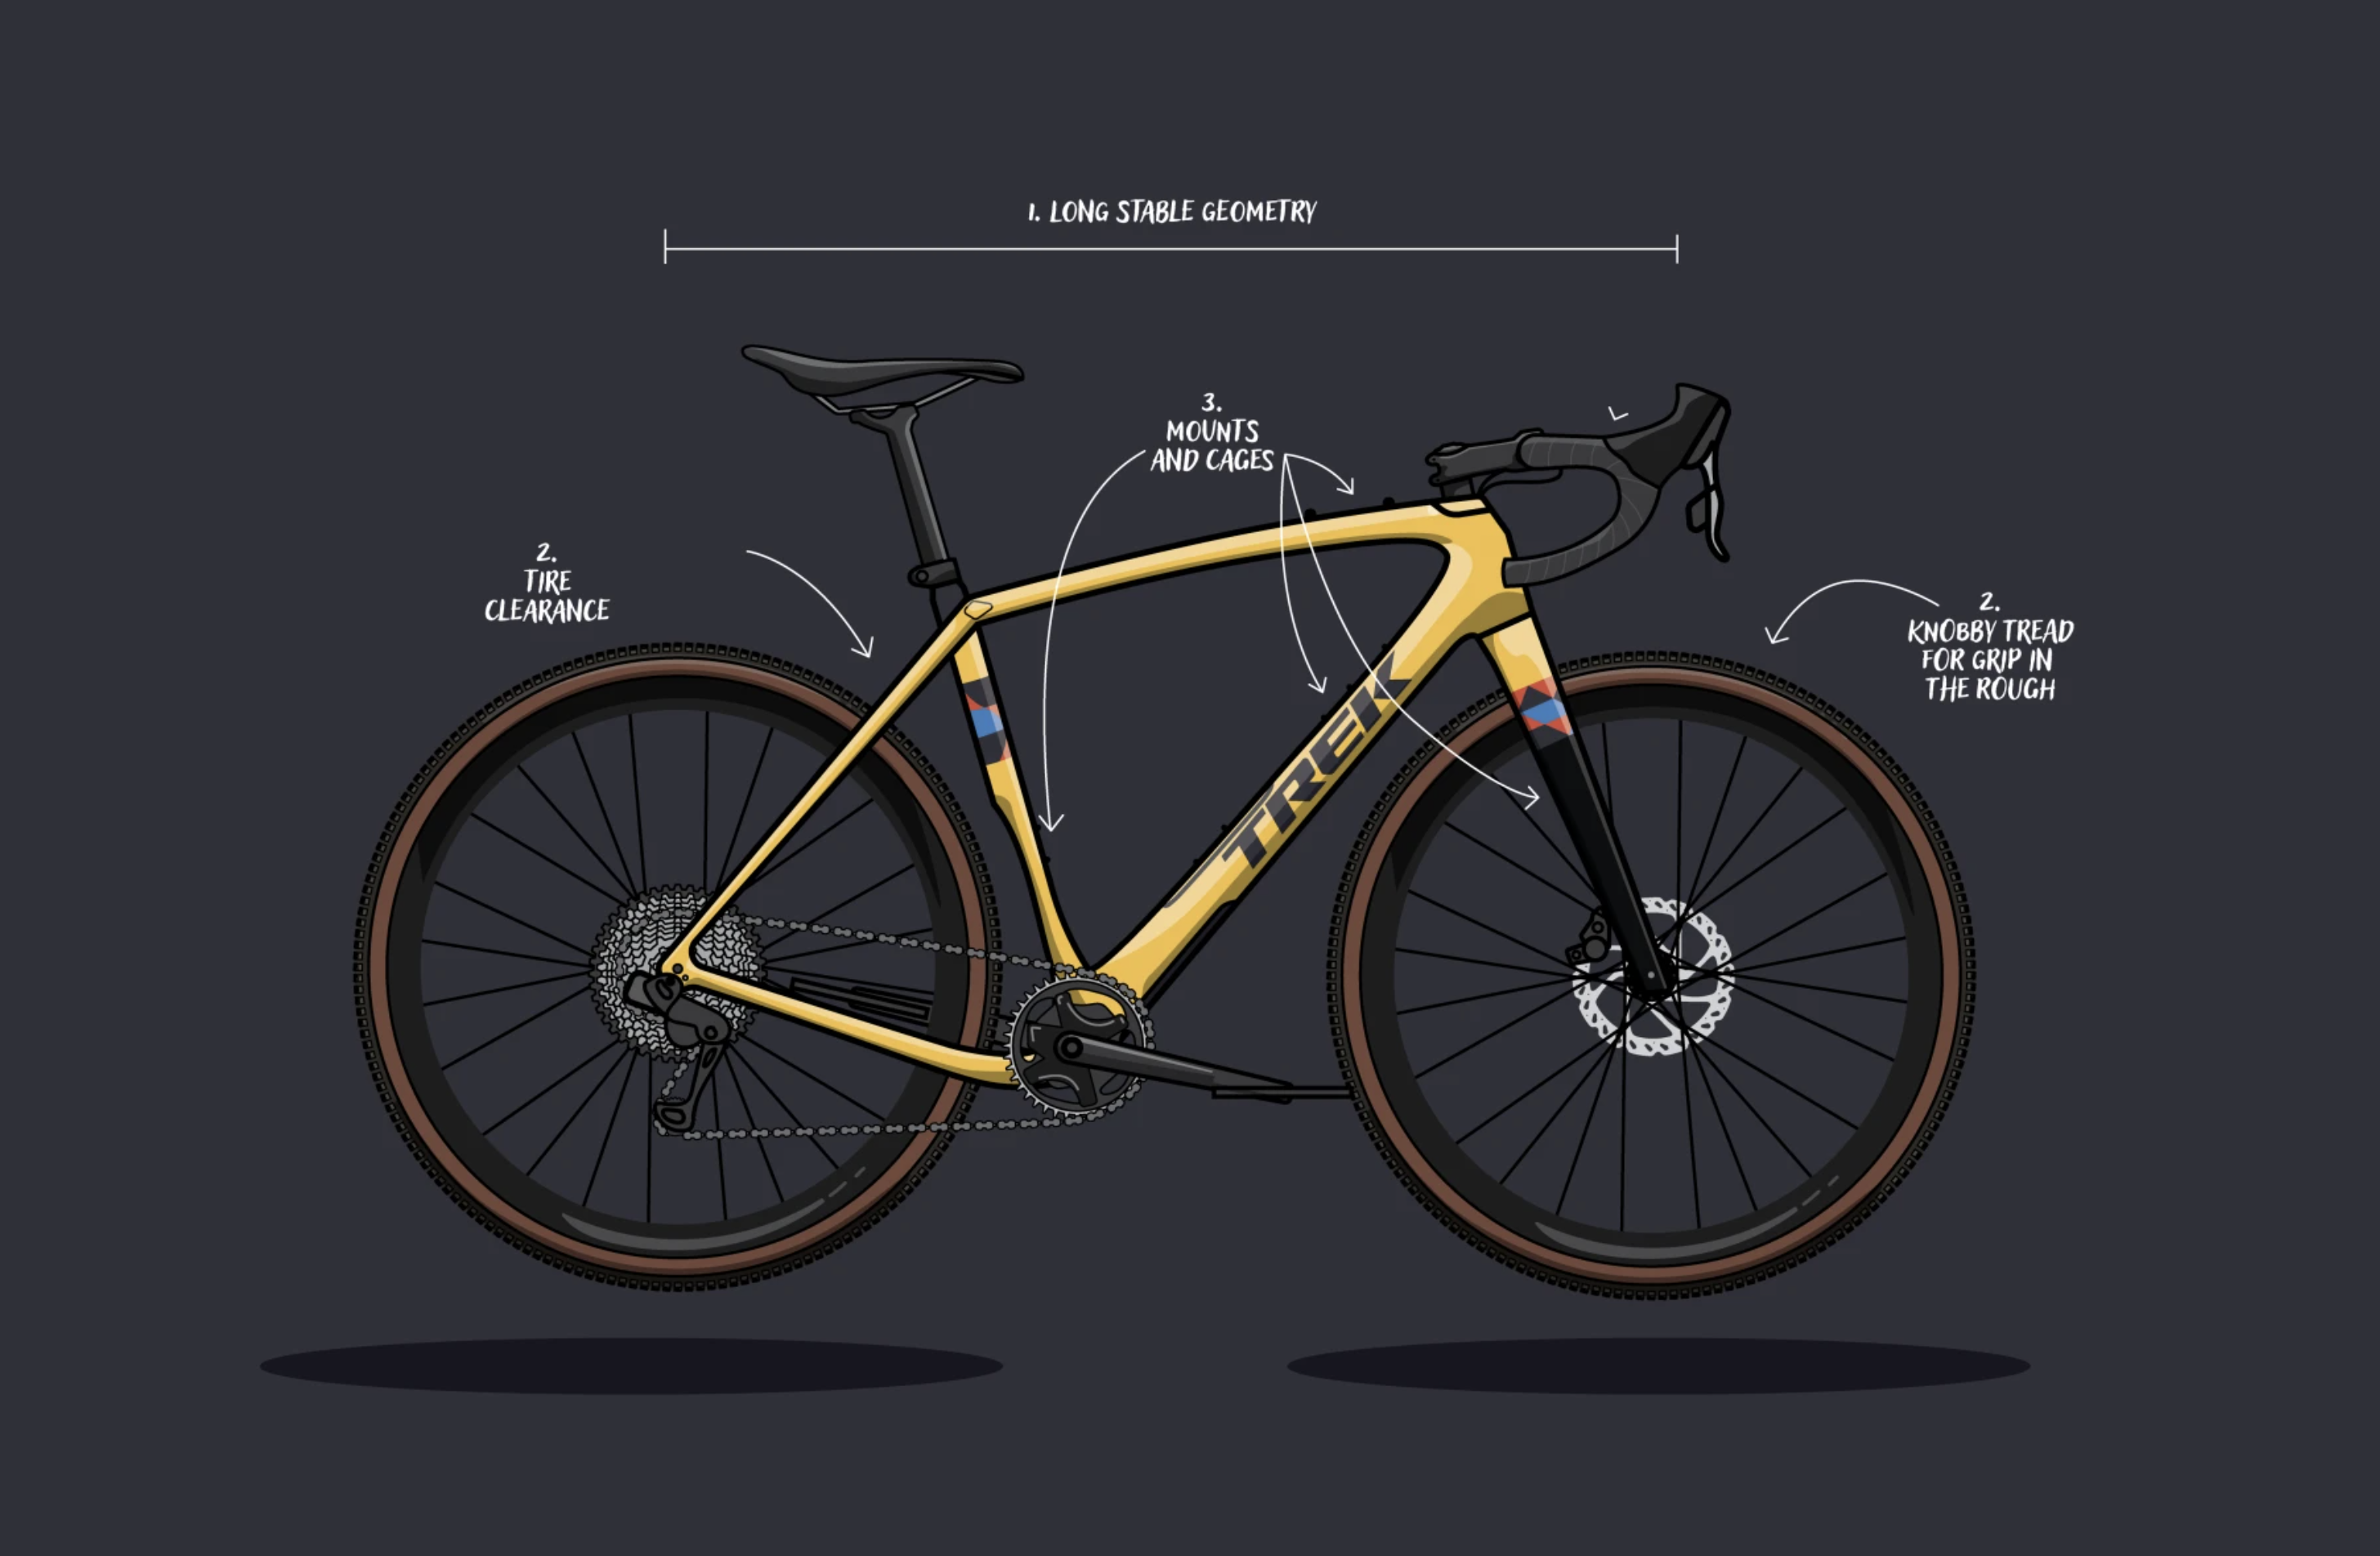 1. LONG STABLE GEOMETRY
3.
MOUNTS
AND CAGES
2.
TIRE
CLEARANCE
2.
KNOBBY TREAD
FOR GRIP IN
THE ROUGH
TREK